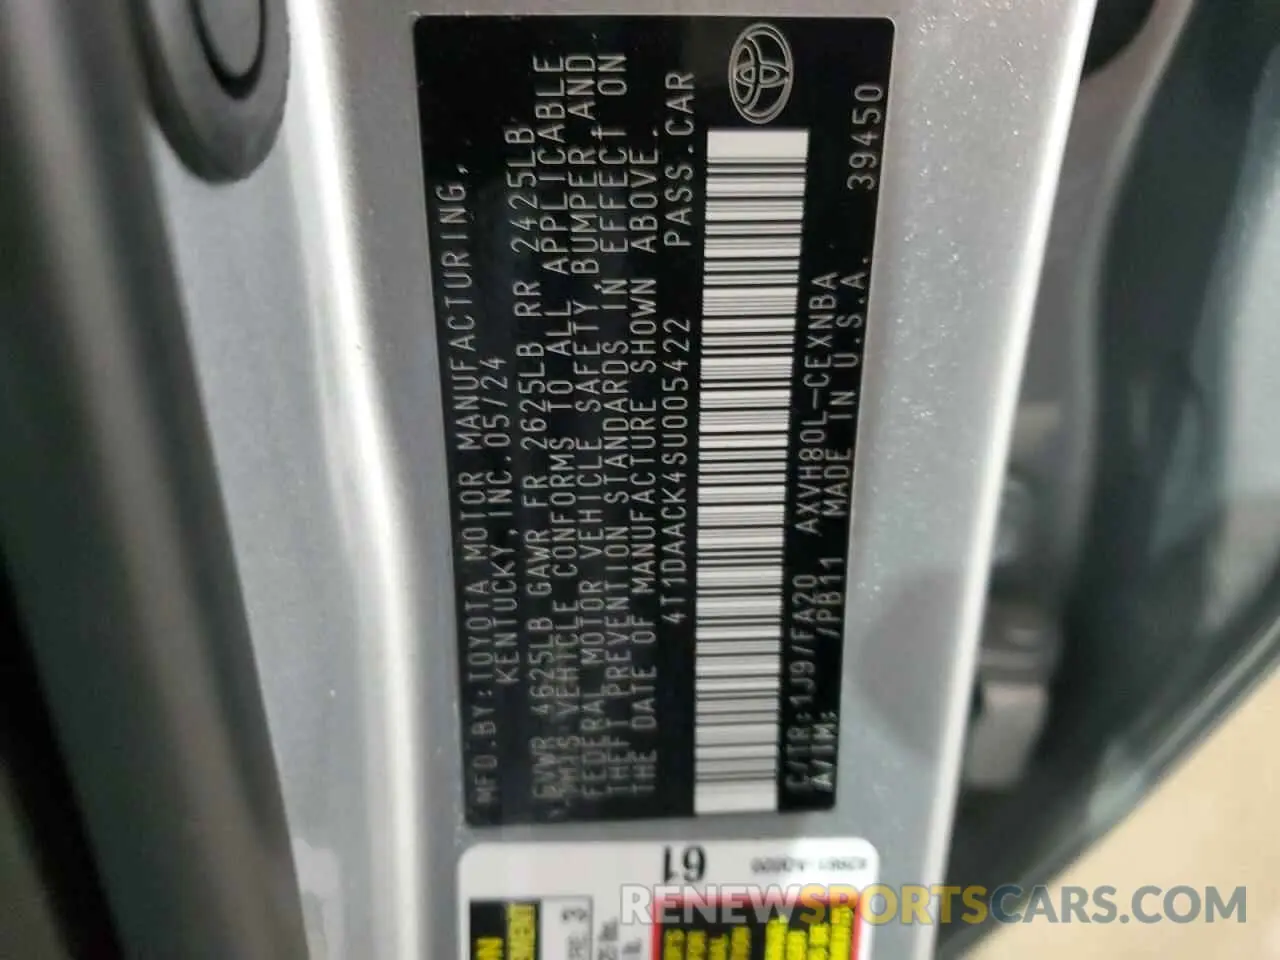 MFD.BY:TOYOTA MOTOR MANUFACTURING,
KENTUCKY,INC.05/24
GVWR 4625LB GAWR FR 2625LB RR 2425LB
THIS VEHICLE CONFORMS TO ALL APPLICABLE
FEDERAL MOTOR VEHICLE SAFETY,BUMPER,AND
THEFT PREVENTION STANDARDS IN EFFECT ON
THE DATE OF MANUFACTURE SHOWN ABOVE.
4T1DAACK4SU005422 PASS.CAR
C/TR:1J9/FA20 AXVH80L-CEXNBA
A/TM: /PB11 MADE IN U.S.A. 39450
61
RENEWSPORTSCARS.COM